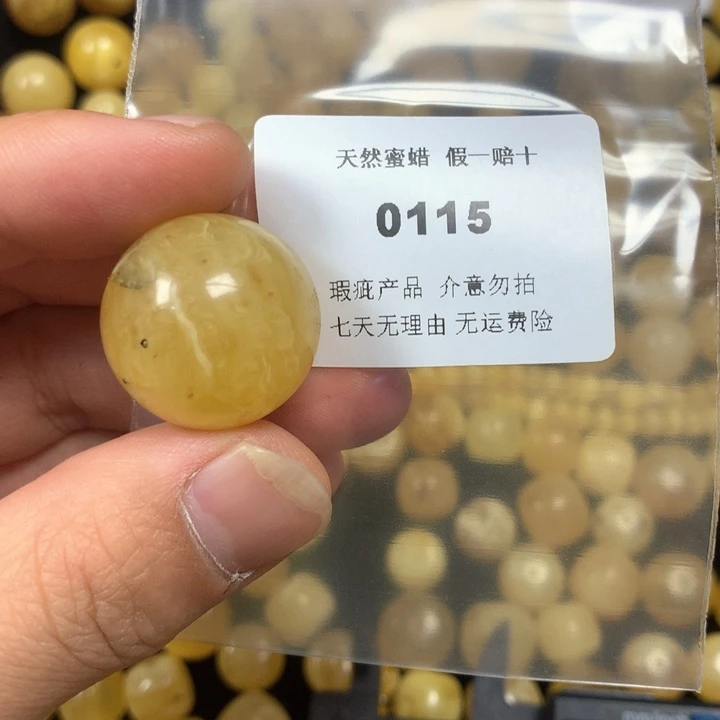 天然蜜蜡 假一赔十
0115
瑕疵产品 介意勿拍
七天无理由 无运费险